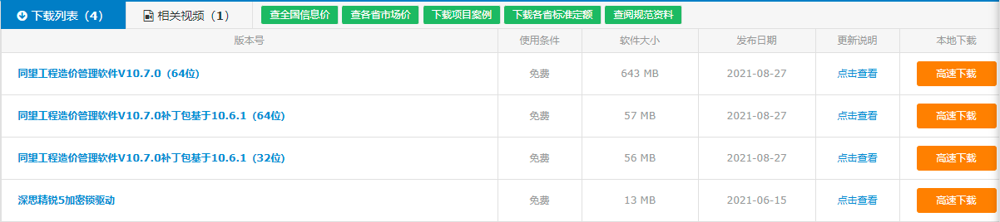 下载列表（4） 相关视频（1） 查全国信息价 查各省市场价 下载项目案例 下载各省标准定额 查阅规范资料
版本号 使用条件 软件大小 发布日期 更新说明 本地下载
同望工程造价管理软件V10.7.0（64位） 免费 643 MB 2021-08-27 点击查看 高速下载
同望工程造价管理软件V10.7.0补丁包基于10.6.1（64位） 免费 57 MB 2021-08-27 点击查看 高速下载
同望工程造价管理软件V10.7.0补丁包基于10.6.1（32位） 免费 56 MB 2021-08-27 点击查看 高速下载
深思精锐5加密锁驱动 免费 13 MB 2021-06-15 点击查看 高速下载